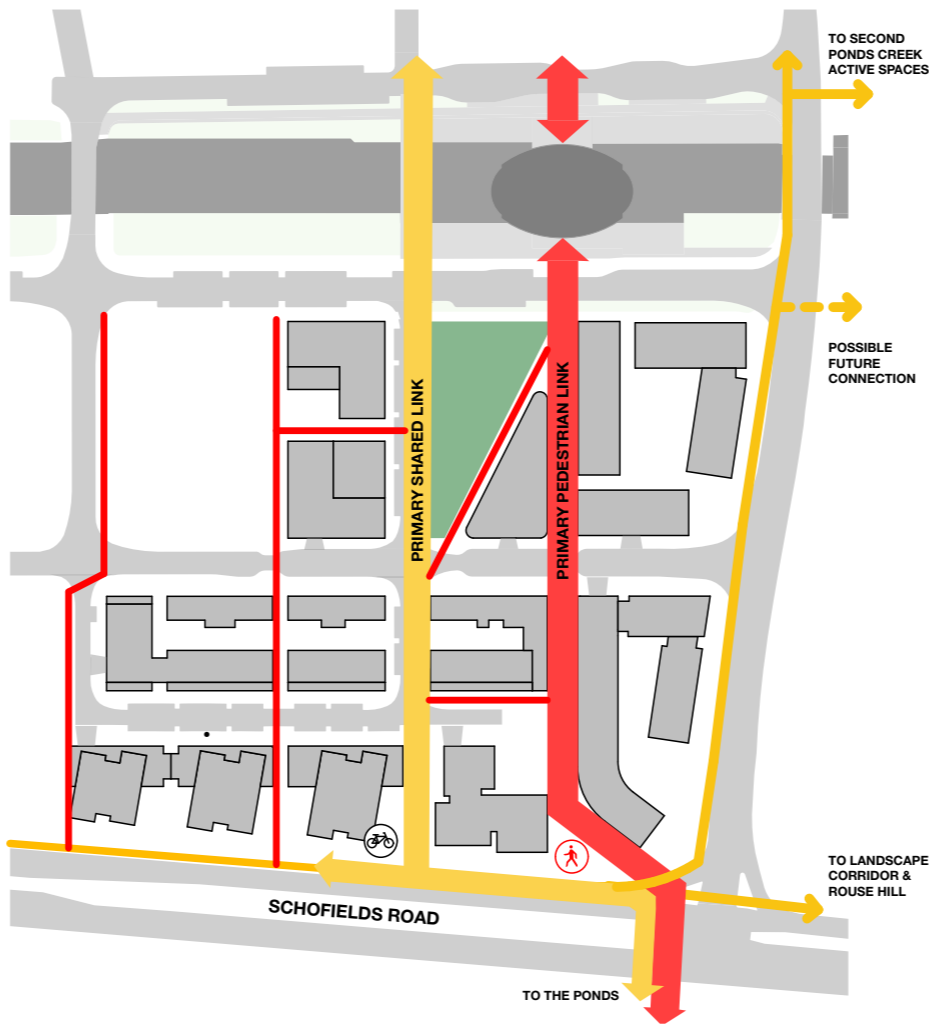 TO SECOND
PONDS CREEK
ACTIVE SPACES
POSSIBLE
FUTURE
CONNECTION
PRIMARY SHARED LINK
PRIMARY PEDESTRIAN LINK
TO LANDSCAPE
CORRIDOR &
ROUSE HILL
SCHOFIELDS ROAD
TO THE PONDS